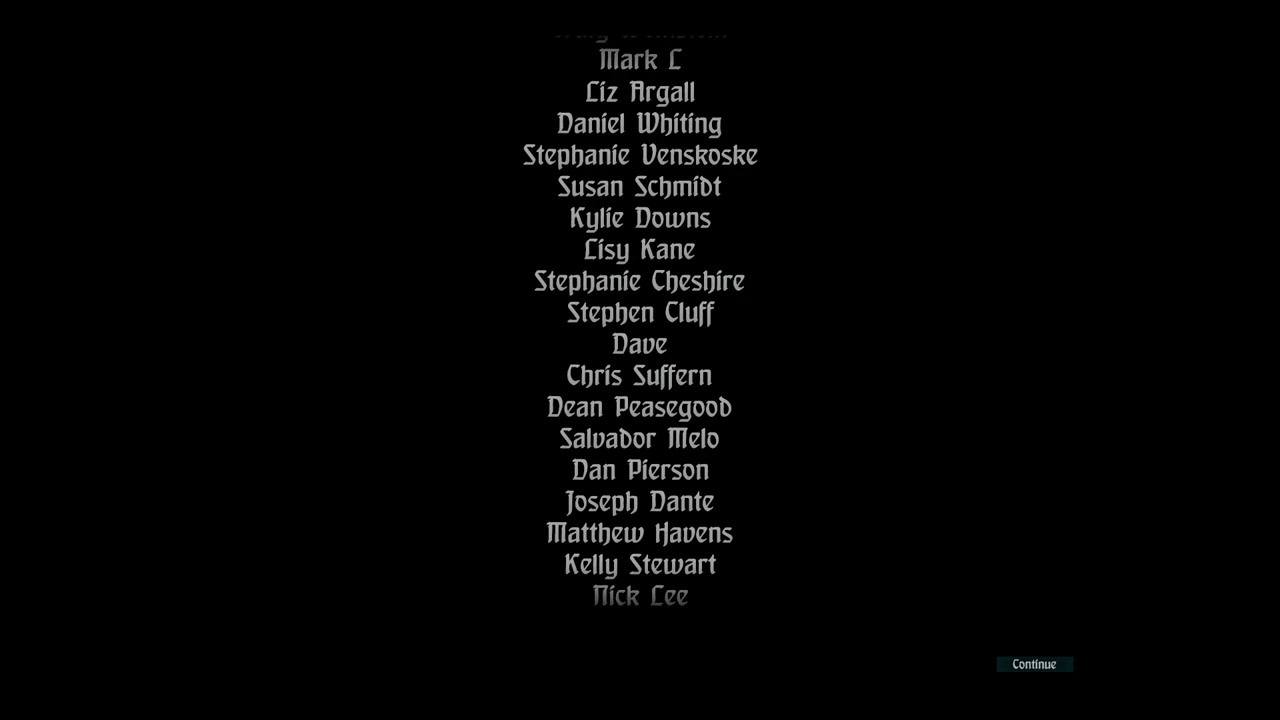 Mark L
Liz Argall
Daniel Whiting
Stephanie Venskoske
Susan Schmidt
Kylie Downs
Lisy Kane
Stephanie Cheshire
Stephen Cluff
Dave
Chris Suffern
Dean Peasegood
Salvador Melo
Dan Pierson
Joseph Dante
Matthew Havens
Kelly Stewart
Nick Lee
Continue